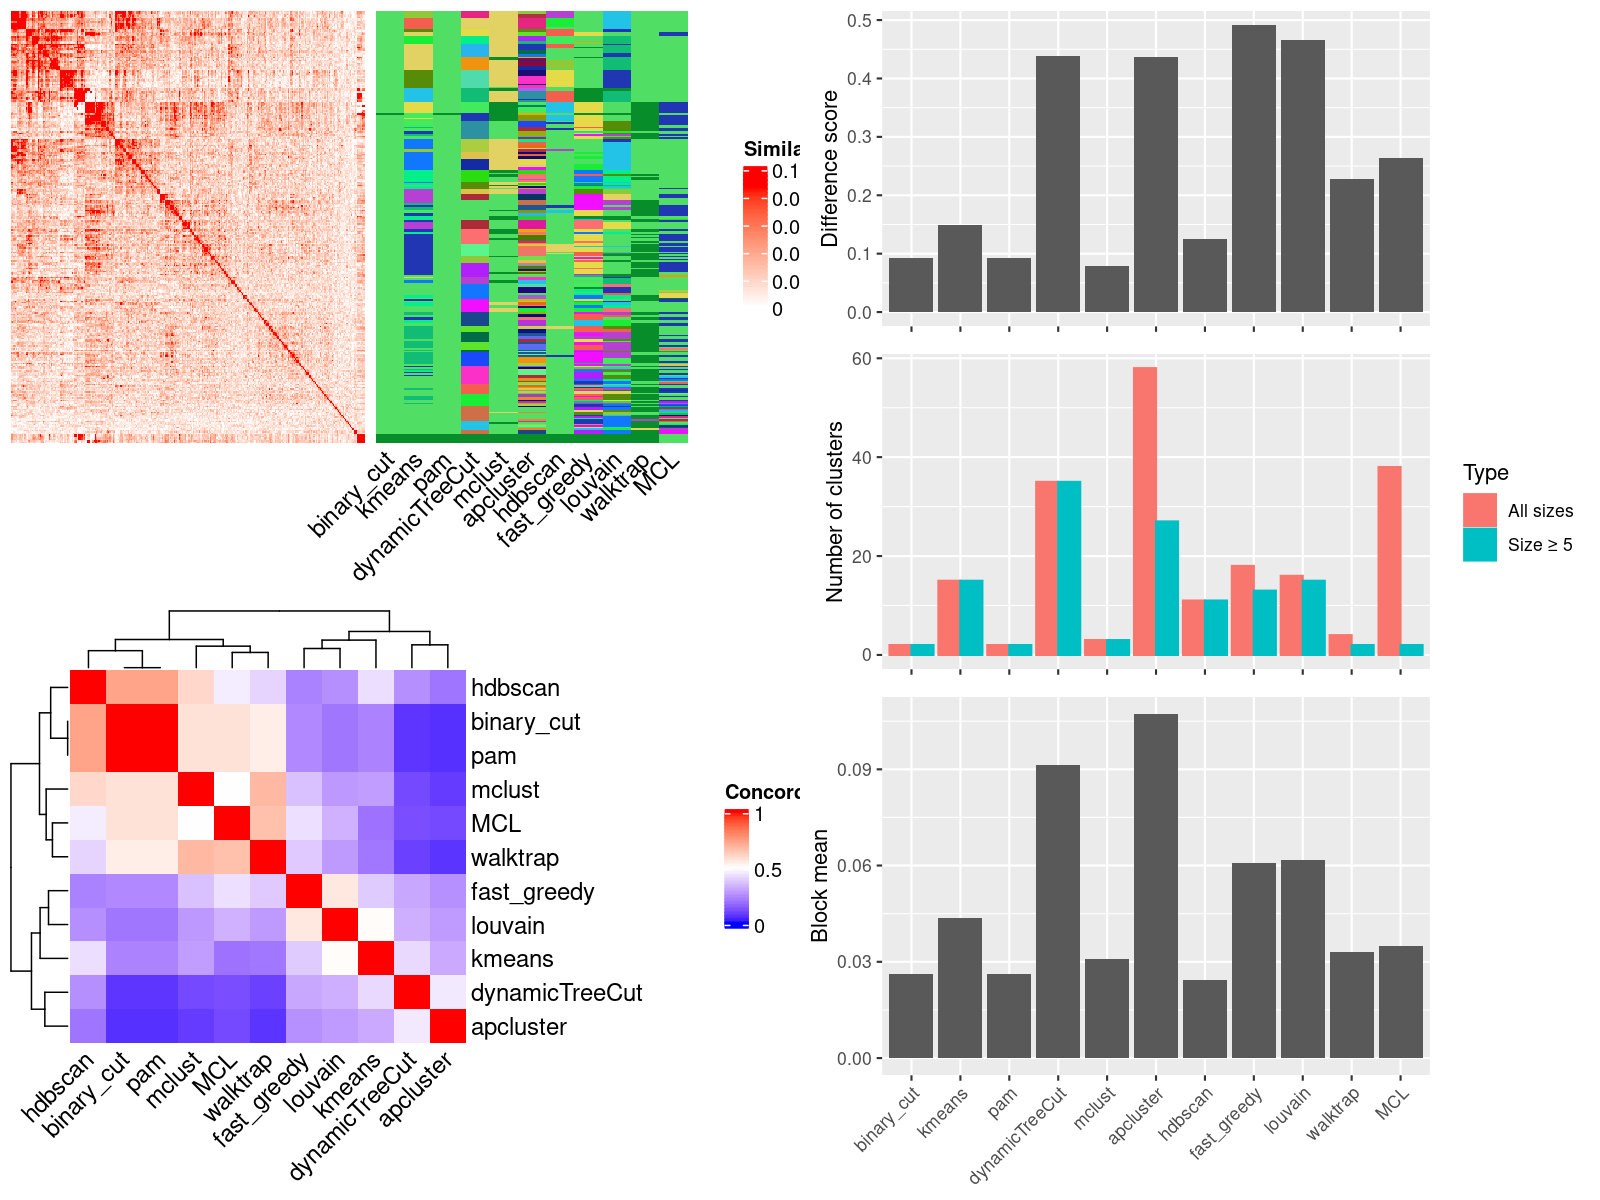 Simila
0.1
0.0
0.0
0.0
0.0
0
binary_cut
kmeans
pam
dynamicTreeCut
mclust
apcluster
hdbscan
fast_greedy
louvain
walktrap
MCL
hdbscan
binary_cut
pam
mclust
MCL
walktrap
fast_greedy
louvain
kmeans
dynamicTreeCut
apcluster
hdbscan
binary_cut
pam
mclust
MCL
walktrap
fast_greedy
louvain
kmeans
dynamicTreeCut
apcluster
Concord
1
0.5
0
Difference score
0.5
0.4
0.3
0.2
0.1
0.0
Number of clusters
60
40
20
0
Type
All sizes
Size ≥ 5
Block mean
0.09
0.06
0.03
0.00
binary_cut
kmeans
pam
dynamicTreeCut
mclust
apcluster
hdbscan
fast_greedy
louvain
walktrap
MCL